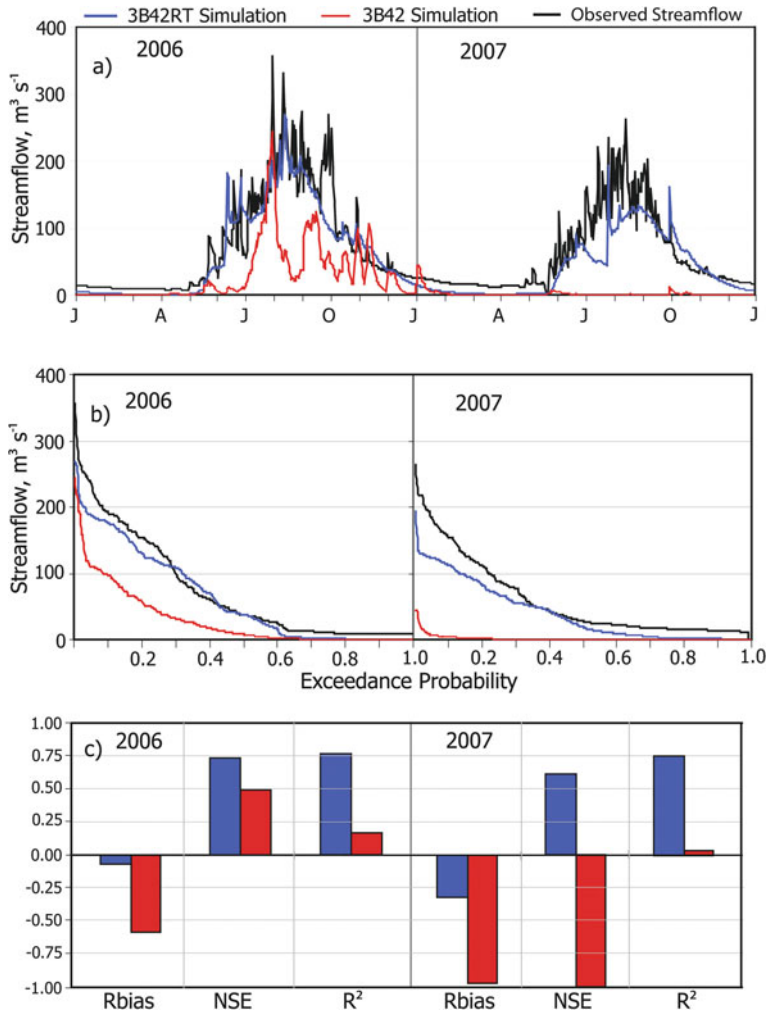 3B42RT Simulation 3B42 Simulation Observed Streamflow
400
300
200
100
0
Streamflow, m³ s⁻¹
a)
2006
2007
J A J O J A J O J
400
300
200
100
0
Streamflow, m³ s⁻¹
b)
2006
2007
0.2 0.4 0.6 0.8 1.0 0.2 0.4 0.6 0.8 1.0
Exceedance Probability
1.00
0.75
0.50
0.25
0.00
-0.25
-0.50
-0.75
-1.00
c)
2006
2007
Rbias NSE R² Rbias NSE R²